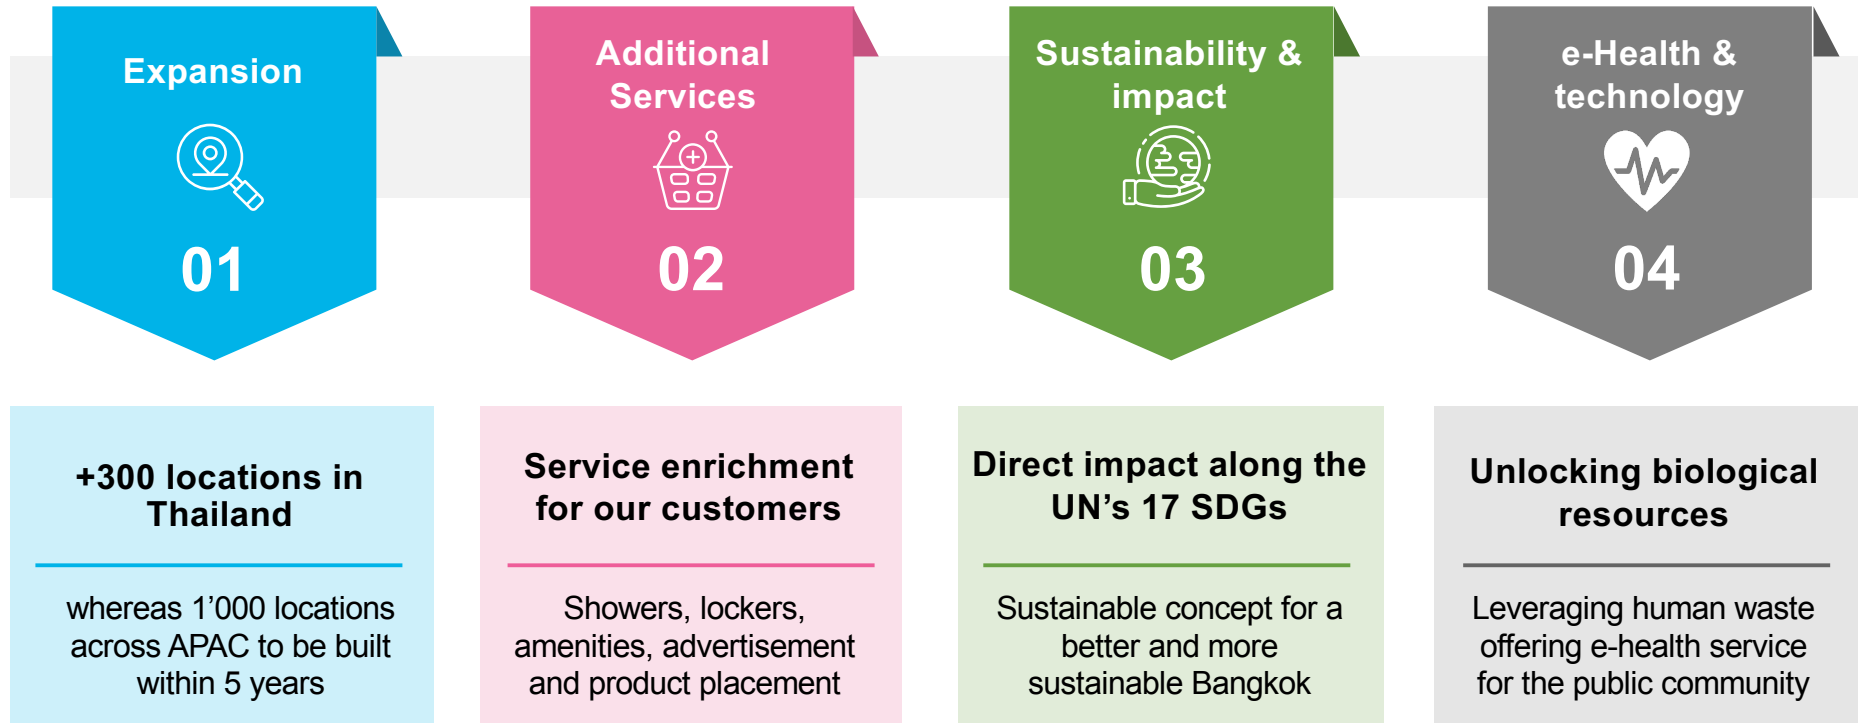 Expansion
01
+300 locations in
Thailand
whereas 1’000 locations
across APAC to be built
within 5 years
Additional
Services
02
Service enrichment
for our customers
Showers, lockers,
amenities, advertisement
and product placement
Sustainability &
impact
03
Direct impact along the
UN’s 17 SDGs
Sustainable concept for a
better and more
sustainable Bangkok
e-Health &
technology
04
Unlocking biological
resources
Leveraging human waste
offering e-health service
for the public community